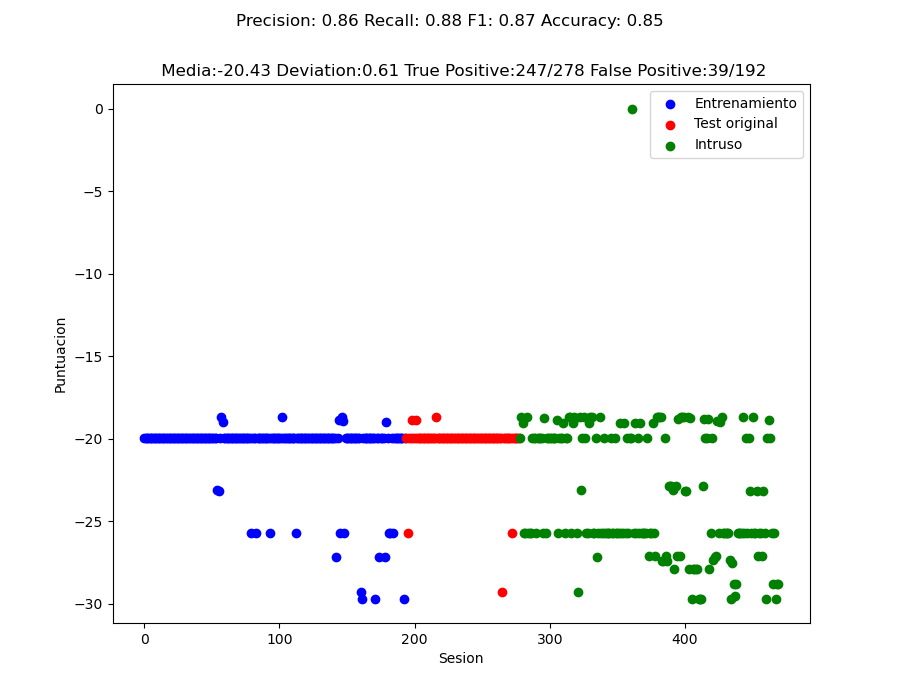 Precision: 0.86 Recall: 0.88 F1: 0.87 Accuracy: 0.85
Media:-20.43 Deviation:0.61 True Positive:247/278 False Positive:39/192
Entrenamiento
Test original
Intruso
0
−5
−10
−15
−20
−25
−30
Puntuacion
0 100 200 300 400
Sesion